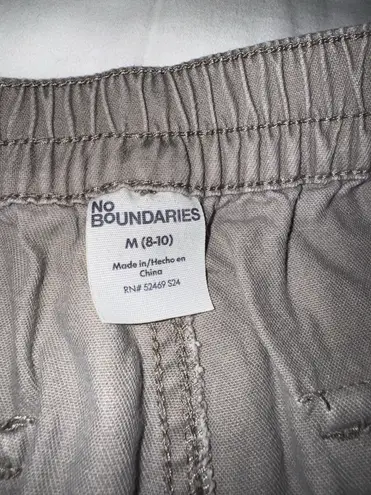 NO
BOUNDARIES
M (8-10)
Made in/Hecho en
China
RN# 52469 S24